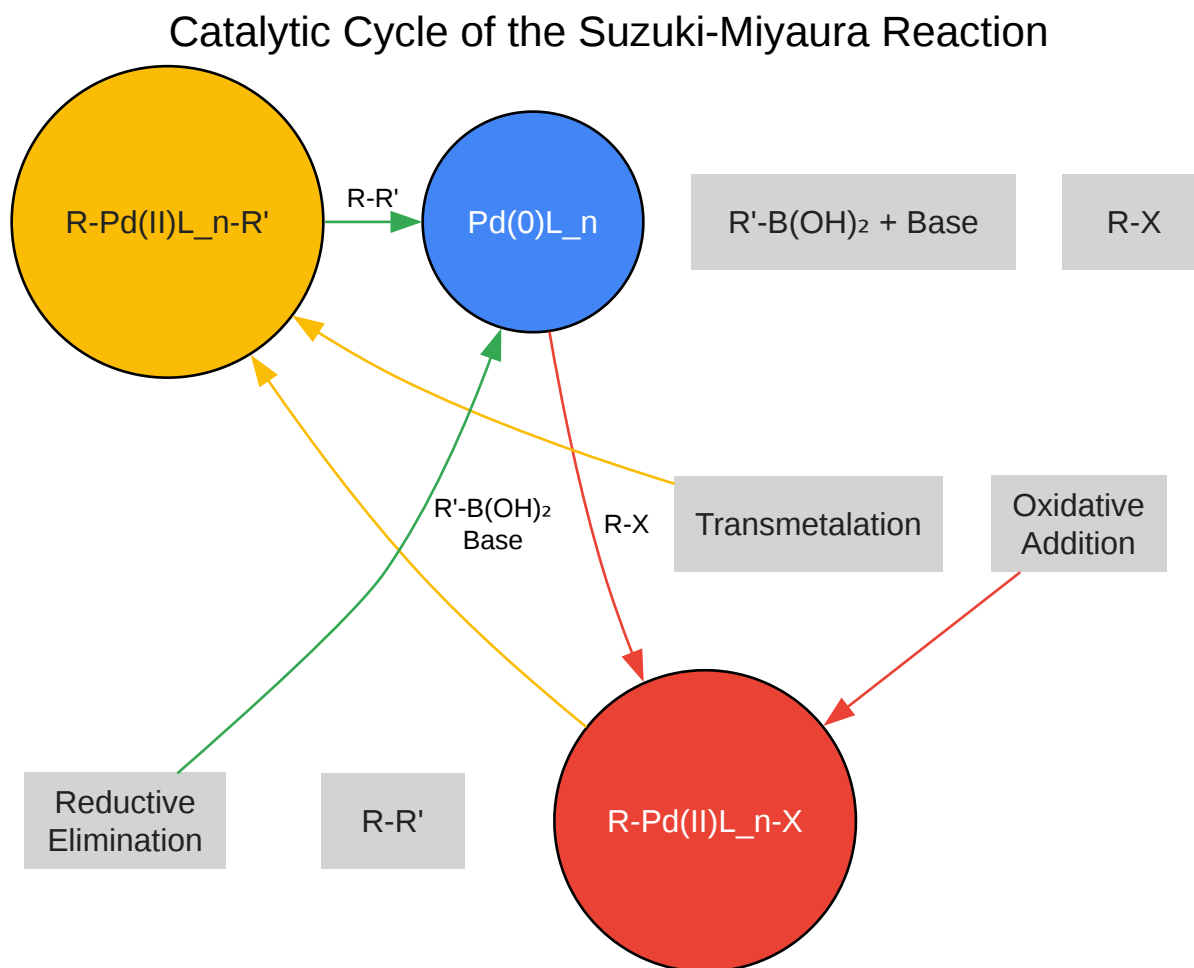 Catalytic Cycle of the Suzuki-Miyaura Reaction
R-Pd(II)L_n-R'
R-R'
Pd(0)L_n
R'-B(OH)₂ + Base
R-X
R'-B(OH)₂
Base
R-X
Transmetalation
Oxidative
Addition
Reductive
Elimination
R-R'
R-Pd(II)L_n-X